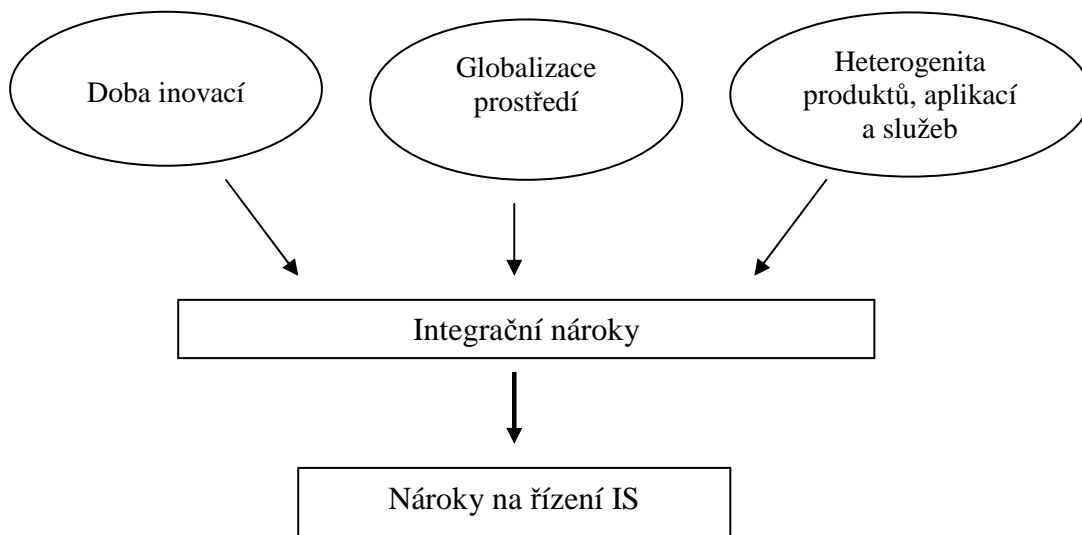 Doba inovací
Globalizace
prostředí
Heterogenita
produktů, aplikací
a služeb
Integrační nároky
Nároky na řízení IS